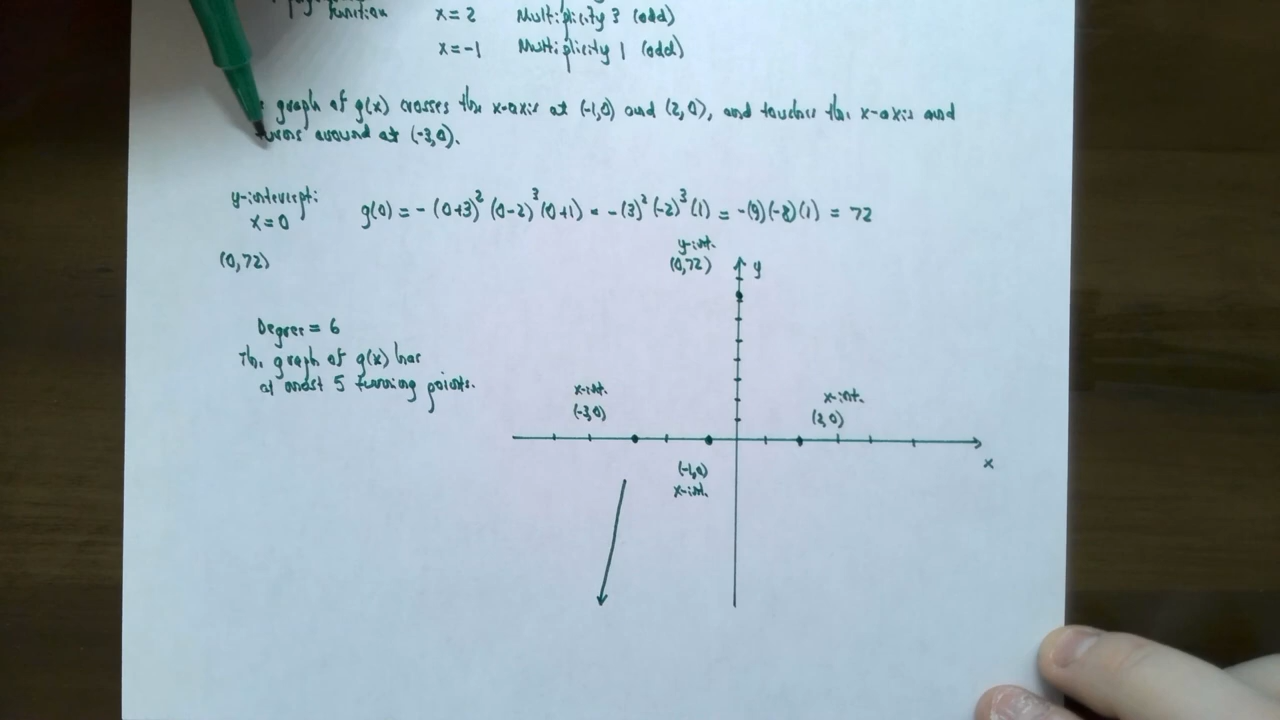 function x=2 Multiplicity 3 (odd)
x=-1 Multiplicity 1 (odd)
graph of g(x) crosses the x-axis at (-1,0) and (2,0), and touches the x-axis and
turns around at (-3,0).
y-intercept:
x=0
g(0) = -(0+3)²(0-2)³(0+1) = -(3)²(-2)³(1) = -(9)(-8)(1) = 72
(0,72)
y-int.
(0,72)
y
Degree = 6
The graph of g(x) has
at most 5 turning points.
x-int.
(-3,0)
x-int.
(2,0)
x
(-1,0)
x-int.